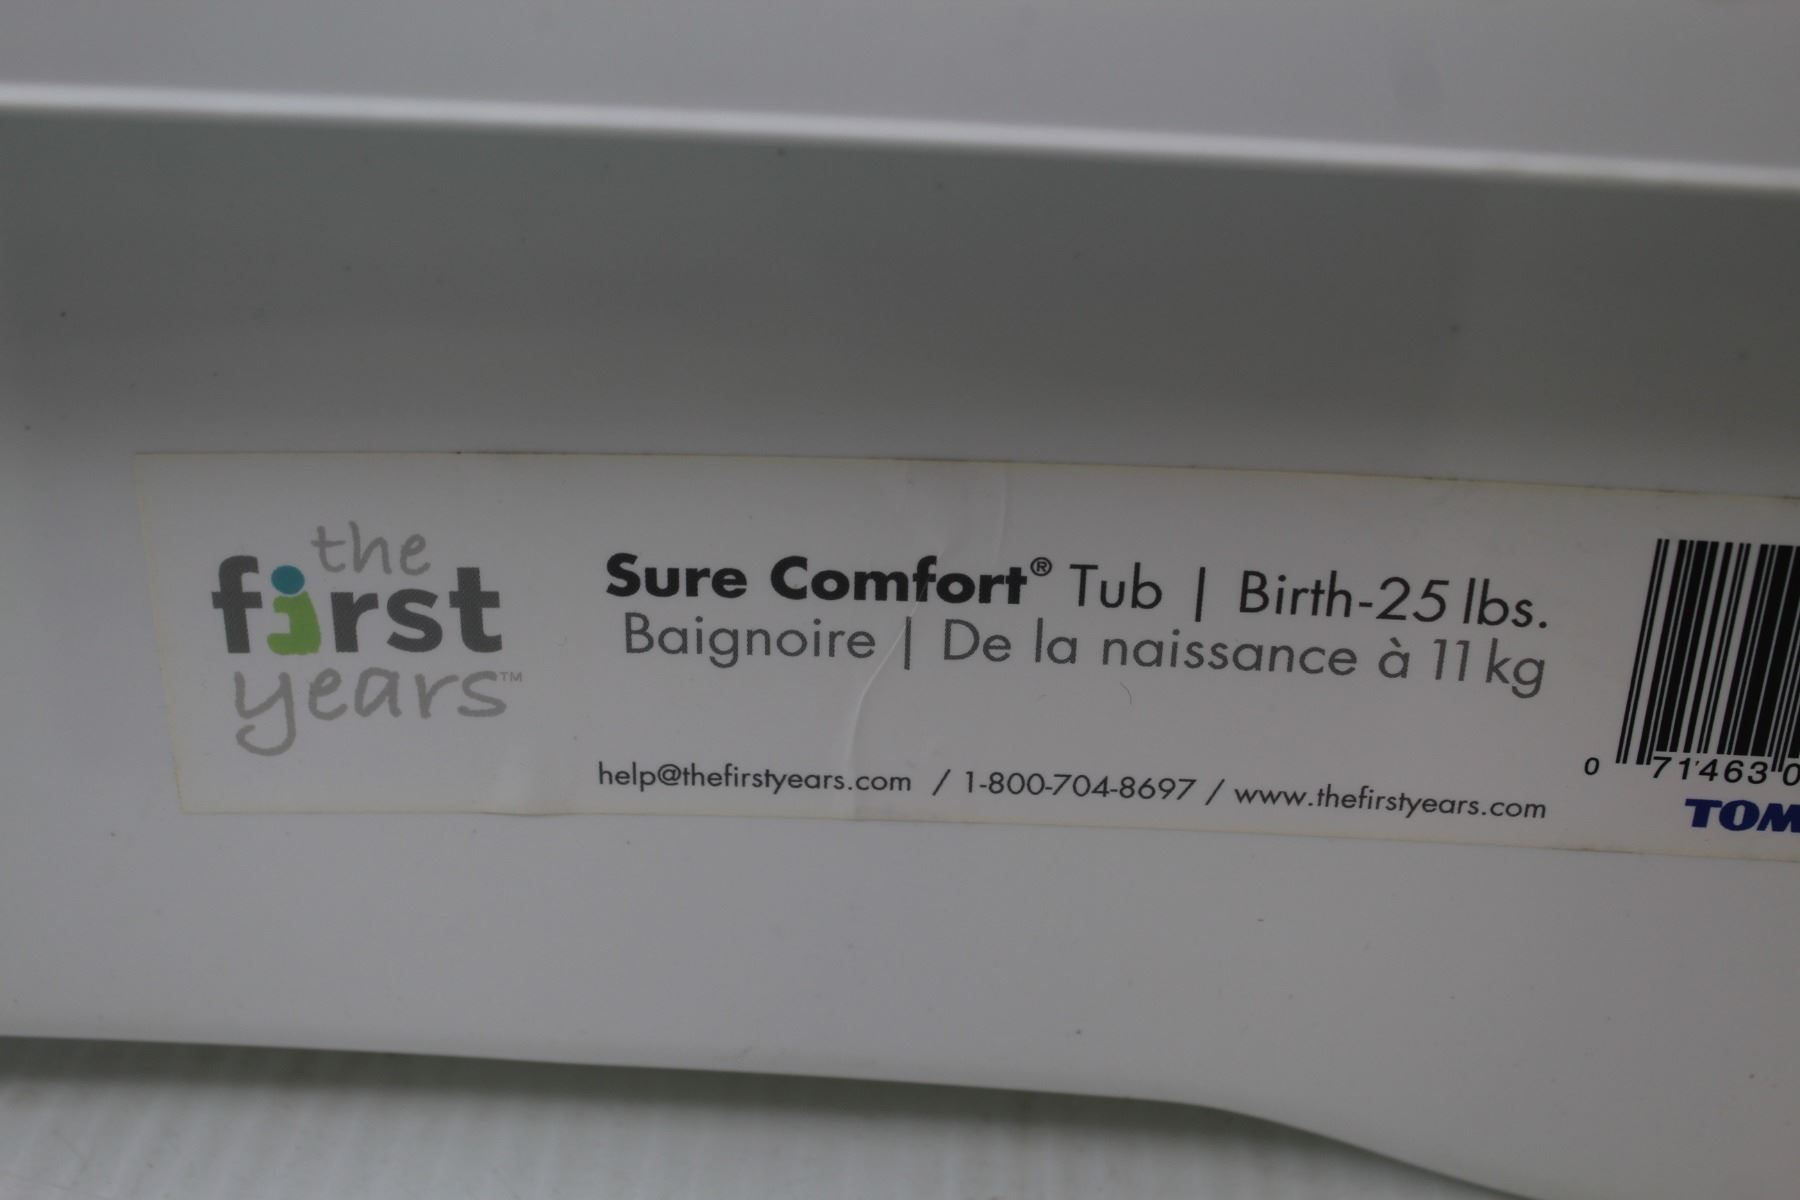 the
first
years™
Sure Comfort® Tub | Birth-25 lbs.
Baignoire | De la naissance à 11 kg
help@thefirstyears.com / 1-800-704-8697 / www.thefirstyears.com
0 71463 0
TOM